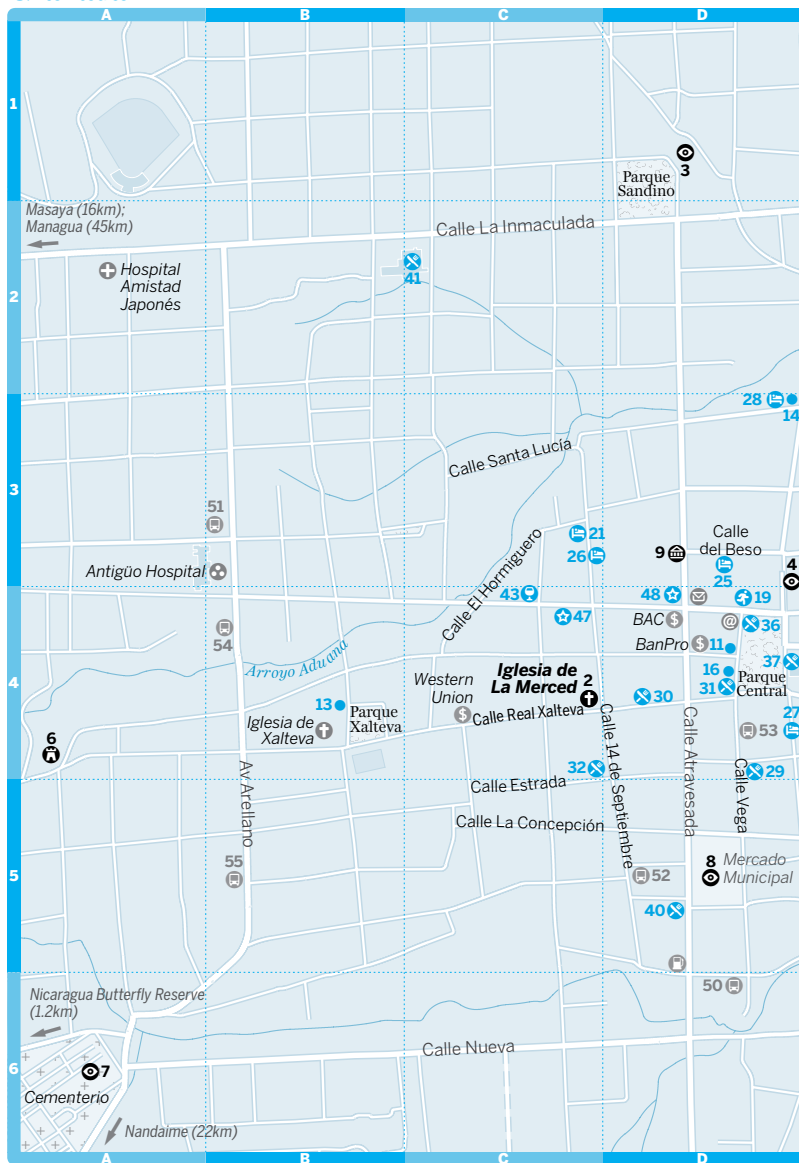 A
B
C
D
1
3
Parque
Sandino
Masaya (16km);
Managua (45km)
Calle La Inmaculada
2
Hospital
Amistad
Japonés
41
28
14
Calle Santa Lucía
3
51
21
Calle
del Beso
9
26
4
Antigüo Hospital
25
Calle El Hormiguero
43
48
19
47
BAC
@
36
54
BanPro
$
11
Arroyo Aduana
37
4
Western
Union
Iglesia de
La Merced
2
16
Parque
Central
31
13
Parque
Xalteva
$
Calle Real Xalteva
30
27
Iglesia de
Xalteva
53
6
Calle 14 de Septiembre
Calle Atravesada
32
29
Av Arellano
Calle Estrada
Calle Vega
Calle La Concepción
5
55
8
Mercado
Municipal
52
40
50
Nicaragua Butterfly Reserve
(1.2km)
Calle Nueva
6
7
Cementerio
Nandaime (22km)
A
B
C
D